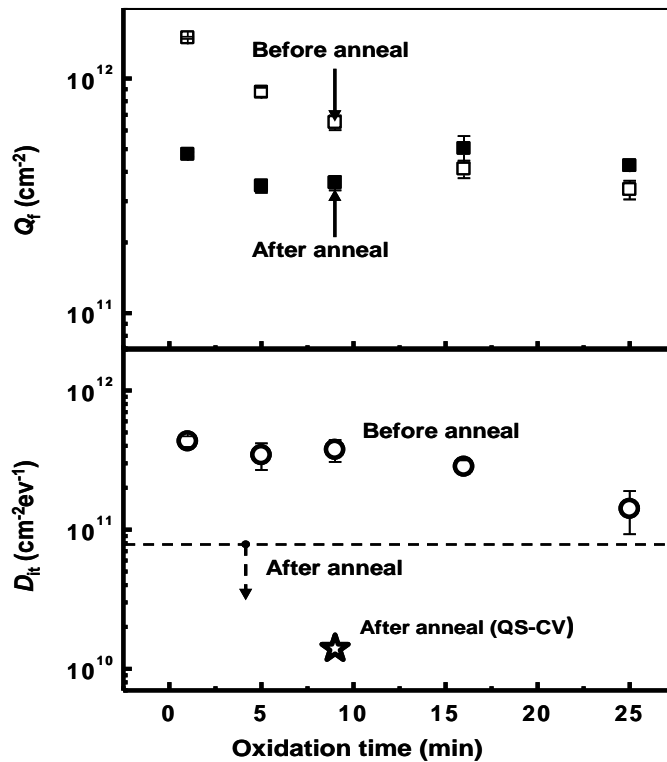 10¹²
Before anneal
Q_f (cm⁻²)
After anneal
10¹¹
10¹²
Before anneal
10¹¹
D_it (cm⁻²ev⁻¹)
After anneal
After anneal (QS-CV)
10¹⁰
0 5 10 15 20 25
Oxidation time (min)